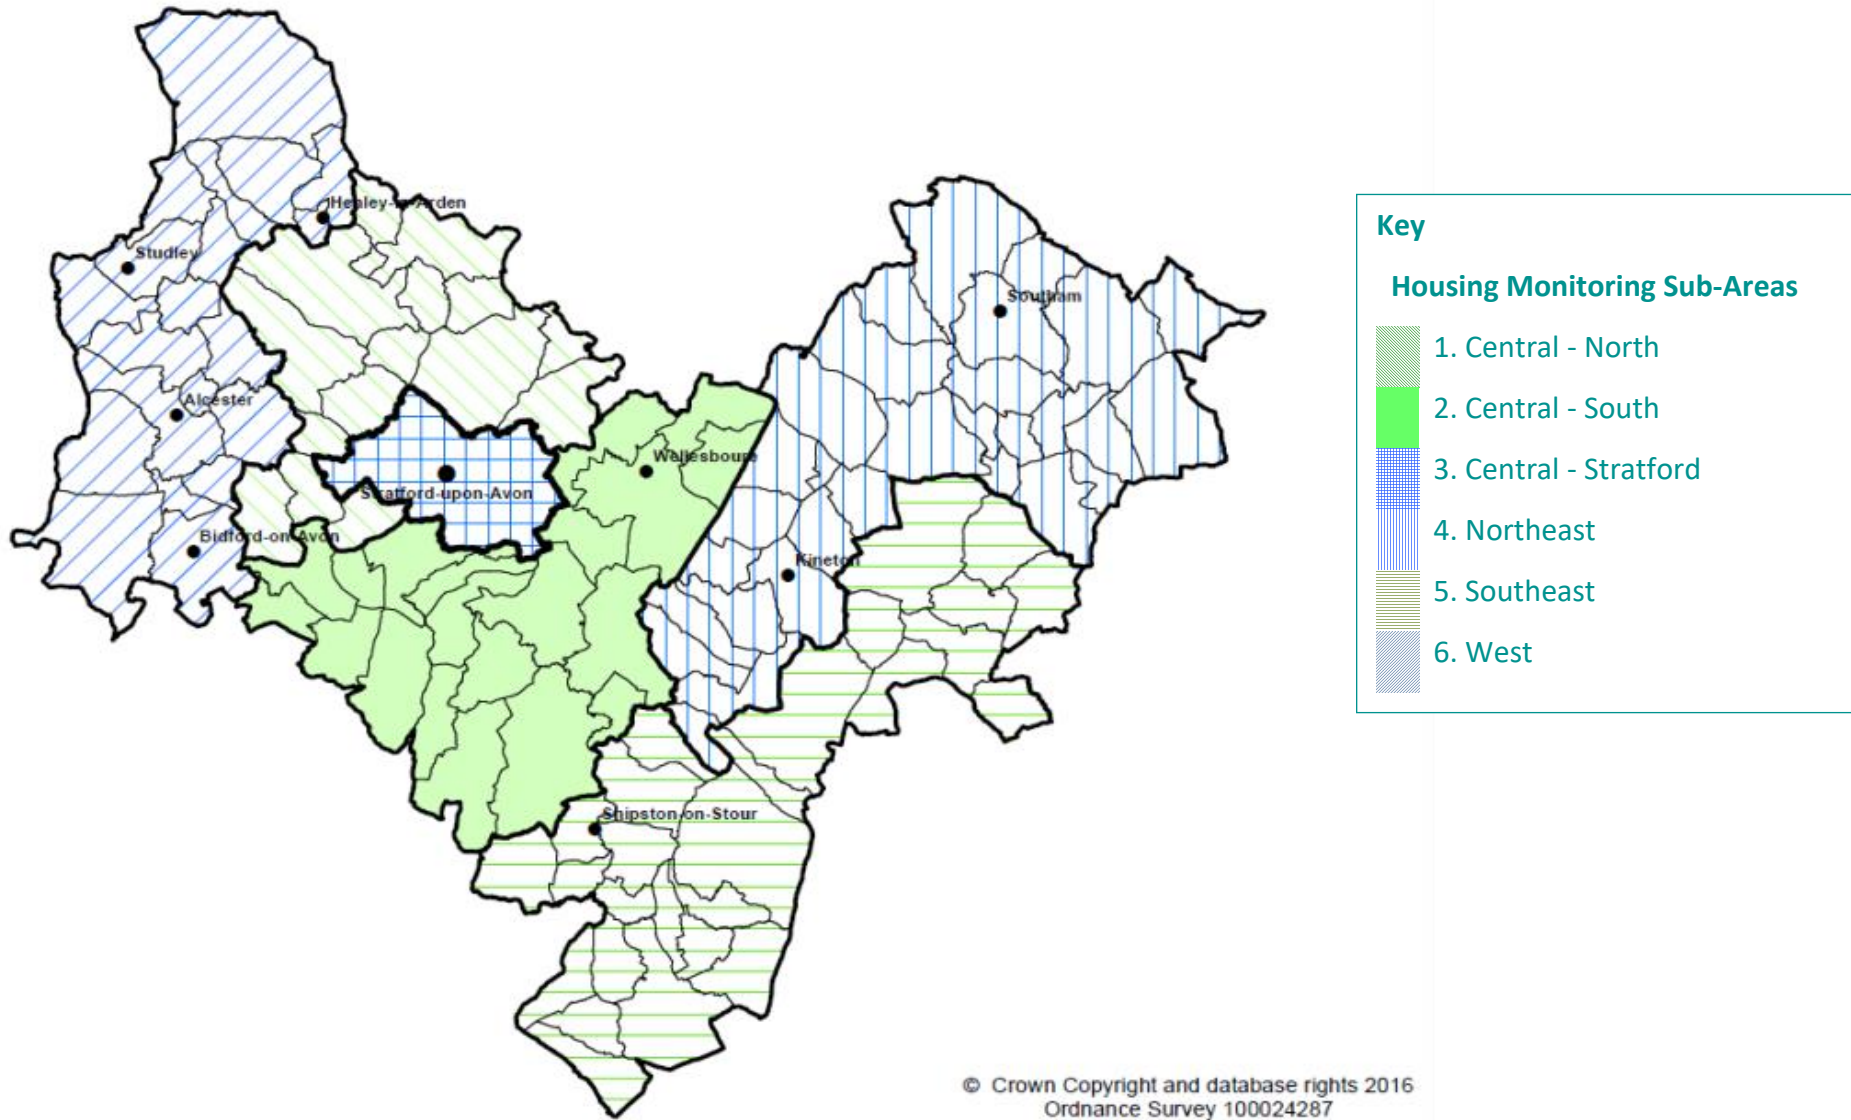 Henley-in-Arden
Studley
Southam
Alcester
Wellesbourne
Stratford-upon-Avon
Bidford-on-Avon
Kineton
Shipston-on-Stour
Key
Housing Monitoring Sub-Areas
1. Central - North
2. Central - South
3. Central - Stratford
4. Northeast
5. Southeast
6. West
© Crown Copyright and database rights 2016
Ordnance Survey 100024287